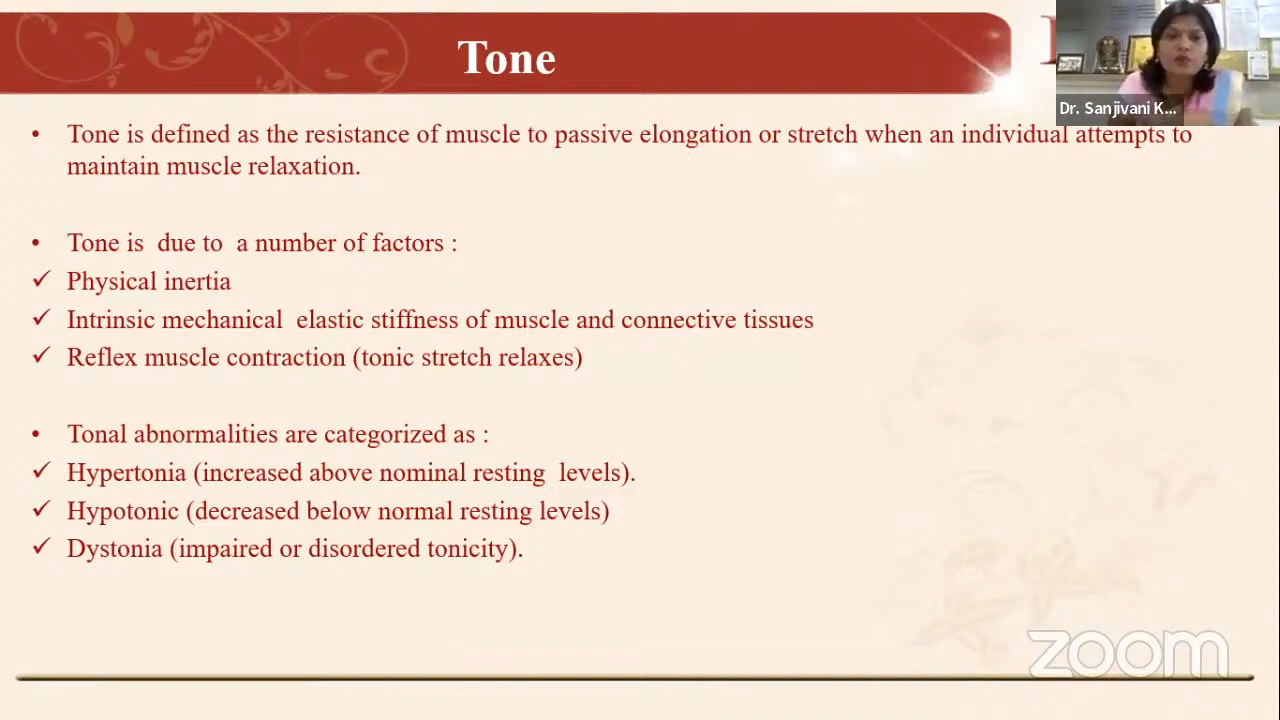 Tone
Dr. Sanjivani K...
• Tone is defined as the resistance of muscle to passive elongation or stretch when an individual attempts to
maintain muscle relaxation.
• Tone is due to a number of factors :
✓ Physical inertia
✓ Intrinsic mechanical elastic stiffness of muscle and connective tissues
✓ Reflex muscle contraction (tonic stretch relaxes)
• Tonal abnormalities are categorized as :
✓ Hypertonia (increased above nominal resting levels).
✓ Hypotonic (decreased below normal resting levels)
✓ Dystonia (impaired or disordered tonicity).
zoom